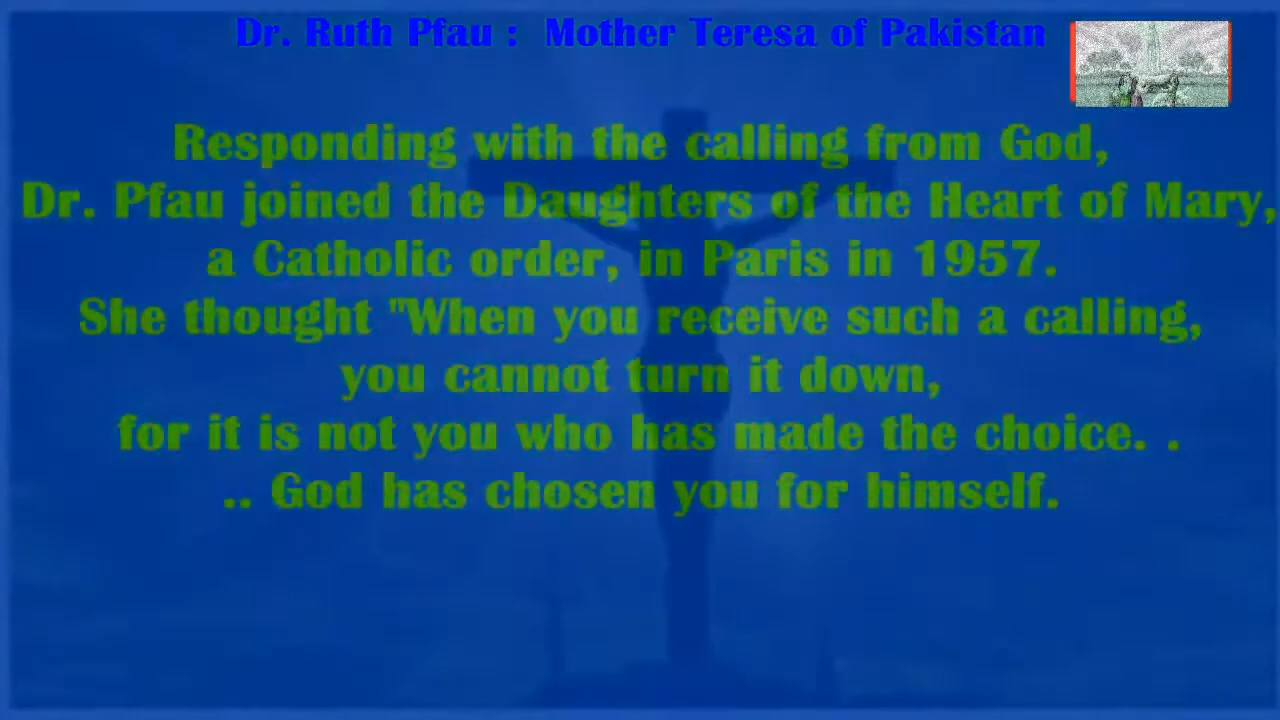 Dr. Ruth Pfau :  Mother Teresa of Pakistan
Responding with the calling from God,
Dr. Pfau joined the Daughters of the Heart of Mary,
a Catholic order, in Paris in 1957.
She thought "When you receive such a calling,
you cannot turn it down,
for it is not you who has made the choice. .
.. God has chosen you for himself.